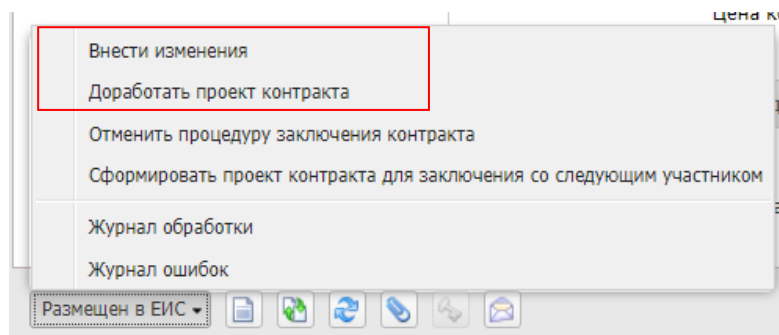 Цена к
Внести изменения
Доработать проект контракта
Отменить процедуру заключения контракта
Сформировать проект контракта для заключения со следующим участником
Журнал обработки
Журнал ошибок
Размещен в ЕИС